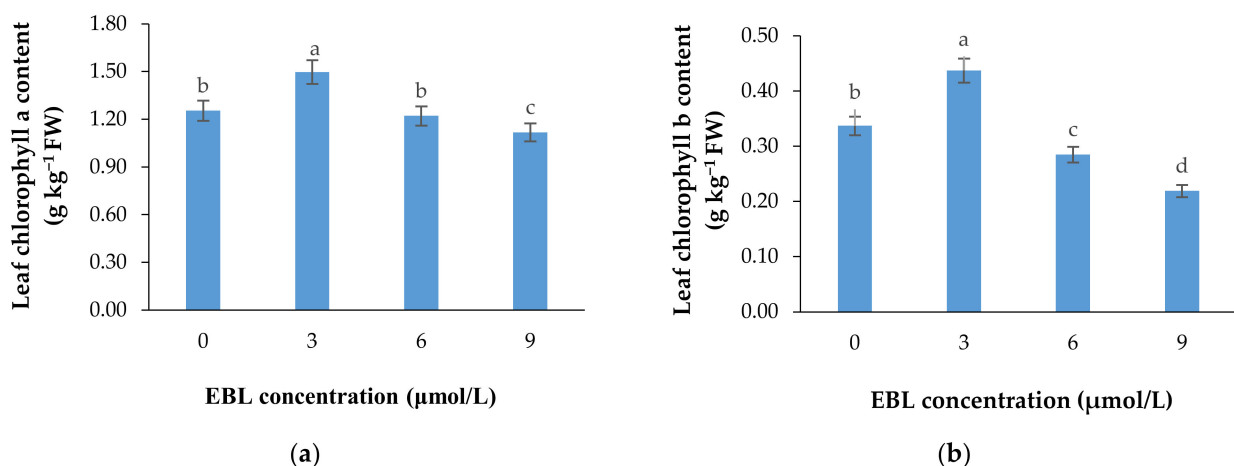 Leaf chlorophyll a content
(g kg⁻¹ FW)
1.80
1.50
1.20
0.90
0.60
0.30
0.00
b
a
b
c
0 3 6 9
EBL concentration (μmol/L)
(a)
Leaf chlorophyll b content
(g kg⁻¹ FW)
0.50
0.40
0.30
0.20
0.10
0.00
b
a
c
d
0 3 6 9
EBL concentration (μmol/L)
(b)